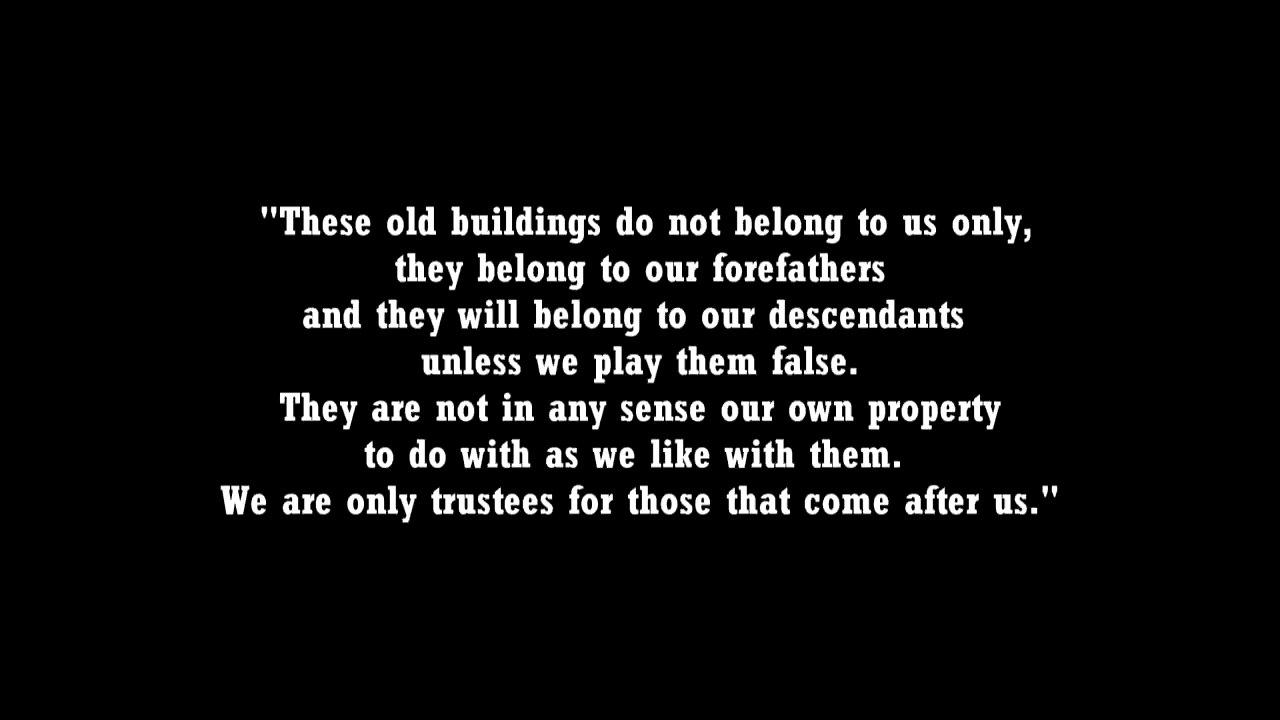 "These old buildings do not belong to us only,
they belong to our forefathers
and they will belong to our descendants
unless we play them false.
They are not in any sense our own property
to do with as we like with them.
We are only trustees for those that come after us."